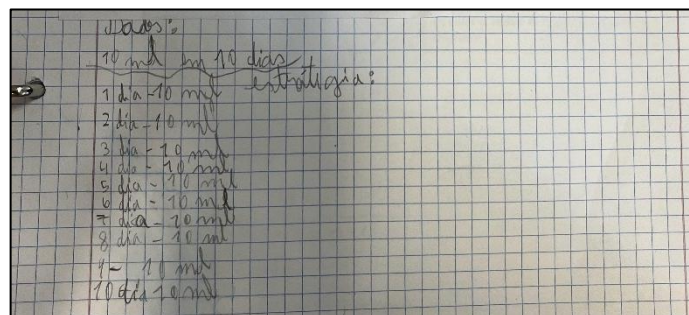 Dados:
10 ml em 10 dias
estrátigia:
1 dia - 10 ml
2 dia - 10 ml
3 dia - 10 ml
4 dia - 10 ml
5 dia - 10 ml
6 dia - 10 ml
7 dia - 10 ml
8 dia - 10 ml
9 - 10 ml
10 dia 10 ml